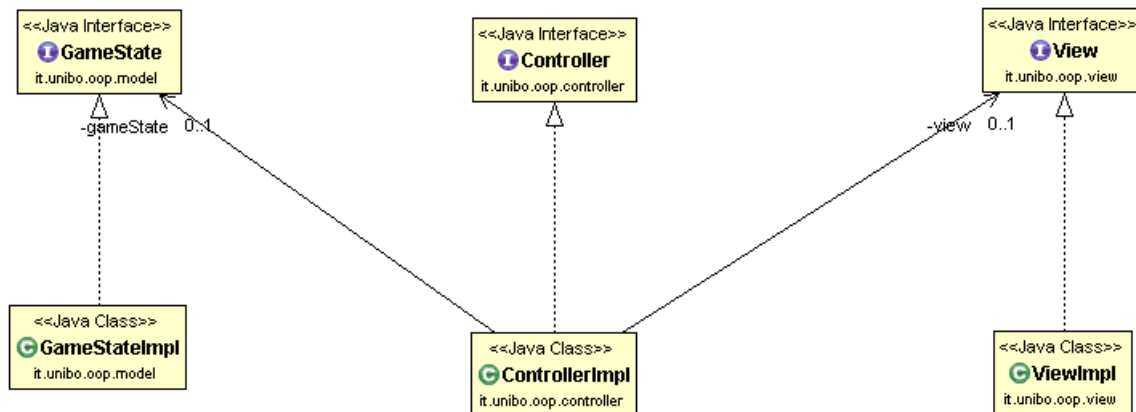 <<Java Interface>>
GameState
it.unibo.oop.model
<<Java Interface>>
Controller
it.unibo.oop.controller
<<Java Interface>>
View
it.unibo.oop.view
-gameState 0..1
-view 0..1
<<Java Class>>
GameStateImpl
it.unibo.oop.model
<<Java Class>>
ControllerImpl
it.unibo.oop.controller
<<Java Class>>
ViewImpl
it.unibo.oop.view